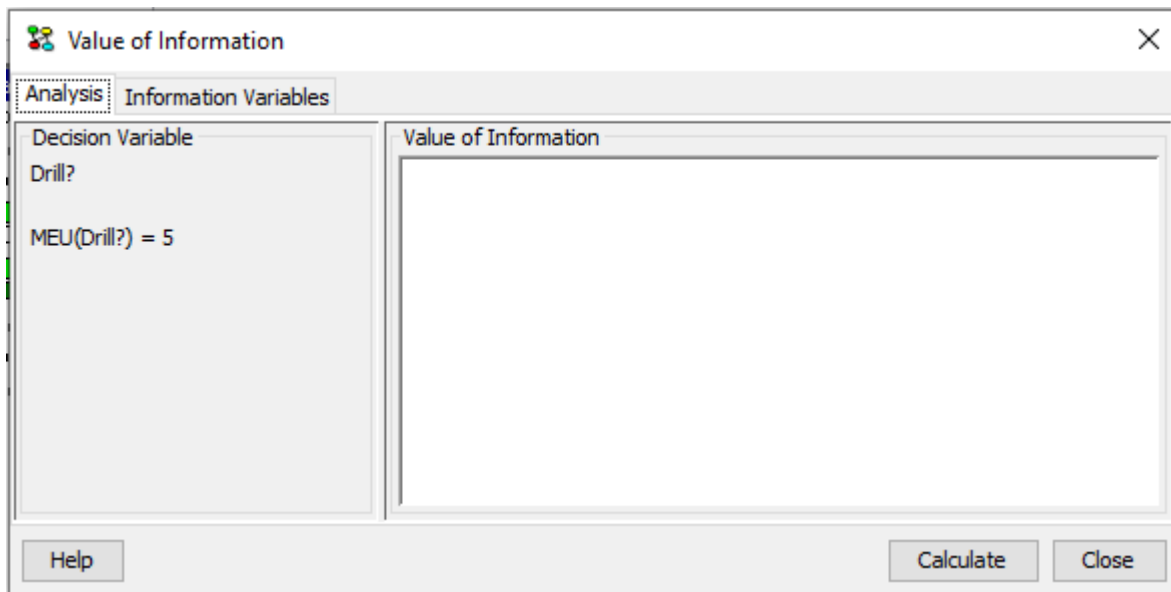 Value of Information
Analysis
Information Variables
Decision Variable
Drill?
MEU(Drill?) = 5
Value of Information
Help
Calculate
Close